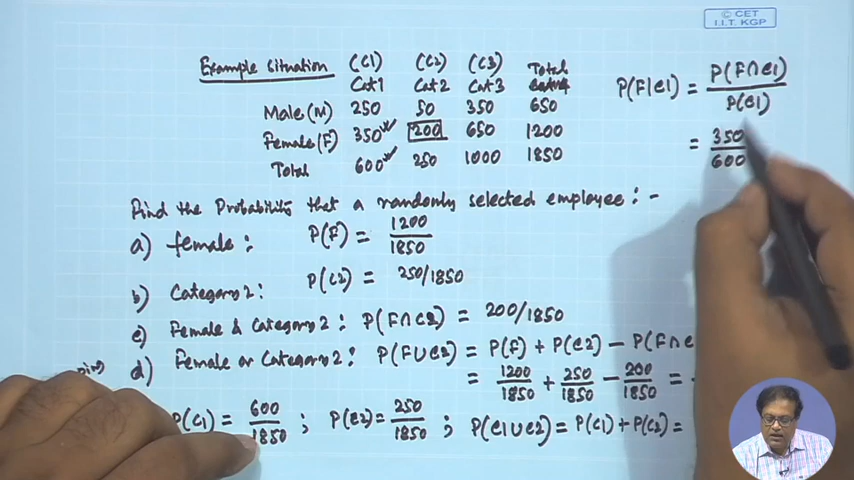 © CET
I.I.T. KGP
Example Situation
(C1) (C2) (C3)
Cat1 Cat2 Cat3 Total
Male (M) 250 50 350 650
Female (F) 350 200 650 1200
Total 600 250 1000 1850
P(F|C1) = P(F∩C1) / P(C1)
= 350 / 600
Find the Probability that a randomly selected employee :-
a) female : P(F) = 1200 / 1850
b) Category 2 : P(C2) = 250/1850
c) Female & Category 2 : P(F∩C2) = 200/1850
d) Female or Category 2 : P(F∪C2) = P(F) + P(C2) - P(F∩C
= 1200/1850 + 250/1850 - 200/1850 =
P(C1) = 600/1850 ; P(C2) = 250/1850 ; P(C1∪C2) = P(C1) + P(C2) =